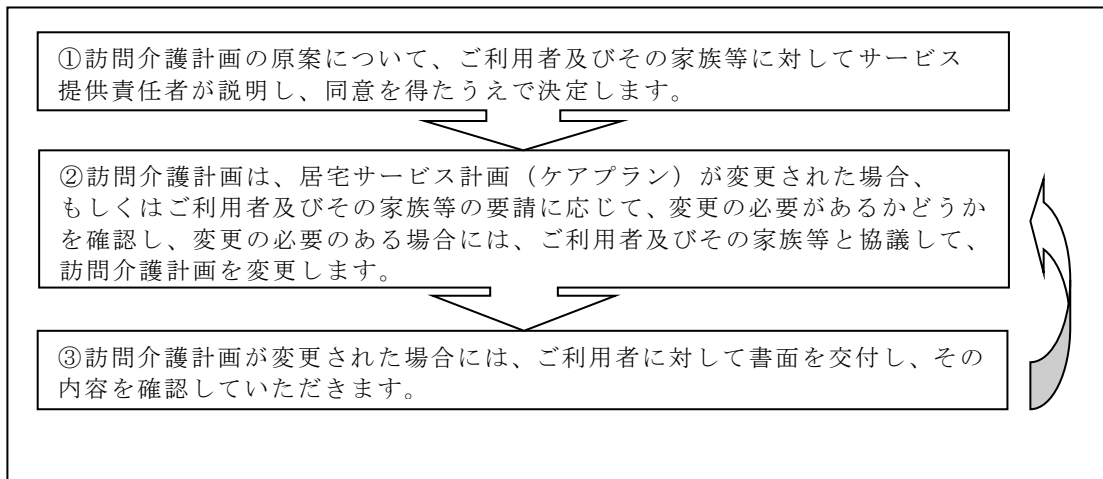 ①訪問介護計画の原案について、ご利用者及びその家族等に対してサービス
提供責任者が説明し、同意を得たうえで決定します。
②訪問介護計画は、居宅サービス計画（ケアプラン）が変更された場合、
もしくはご利用者及びその家族等の要請に応じて、変更の必要があるかどうか
を確認し、変更の必要のある場合には、ご利用者及びその家族等と協議して、
訪問介護計画を変更します。
③訪問介護計画が変更された場合には、ご利用者に対して書面を交付し、その
内容を確認していただきます。